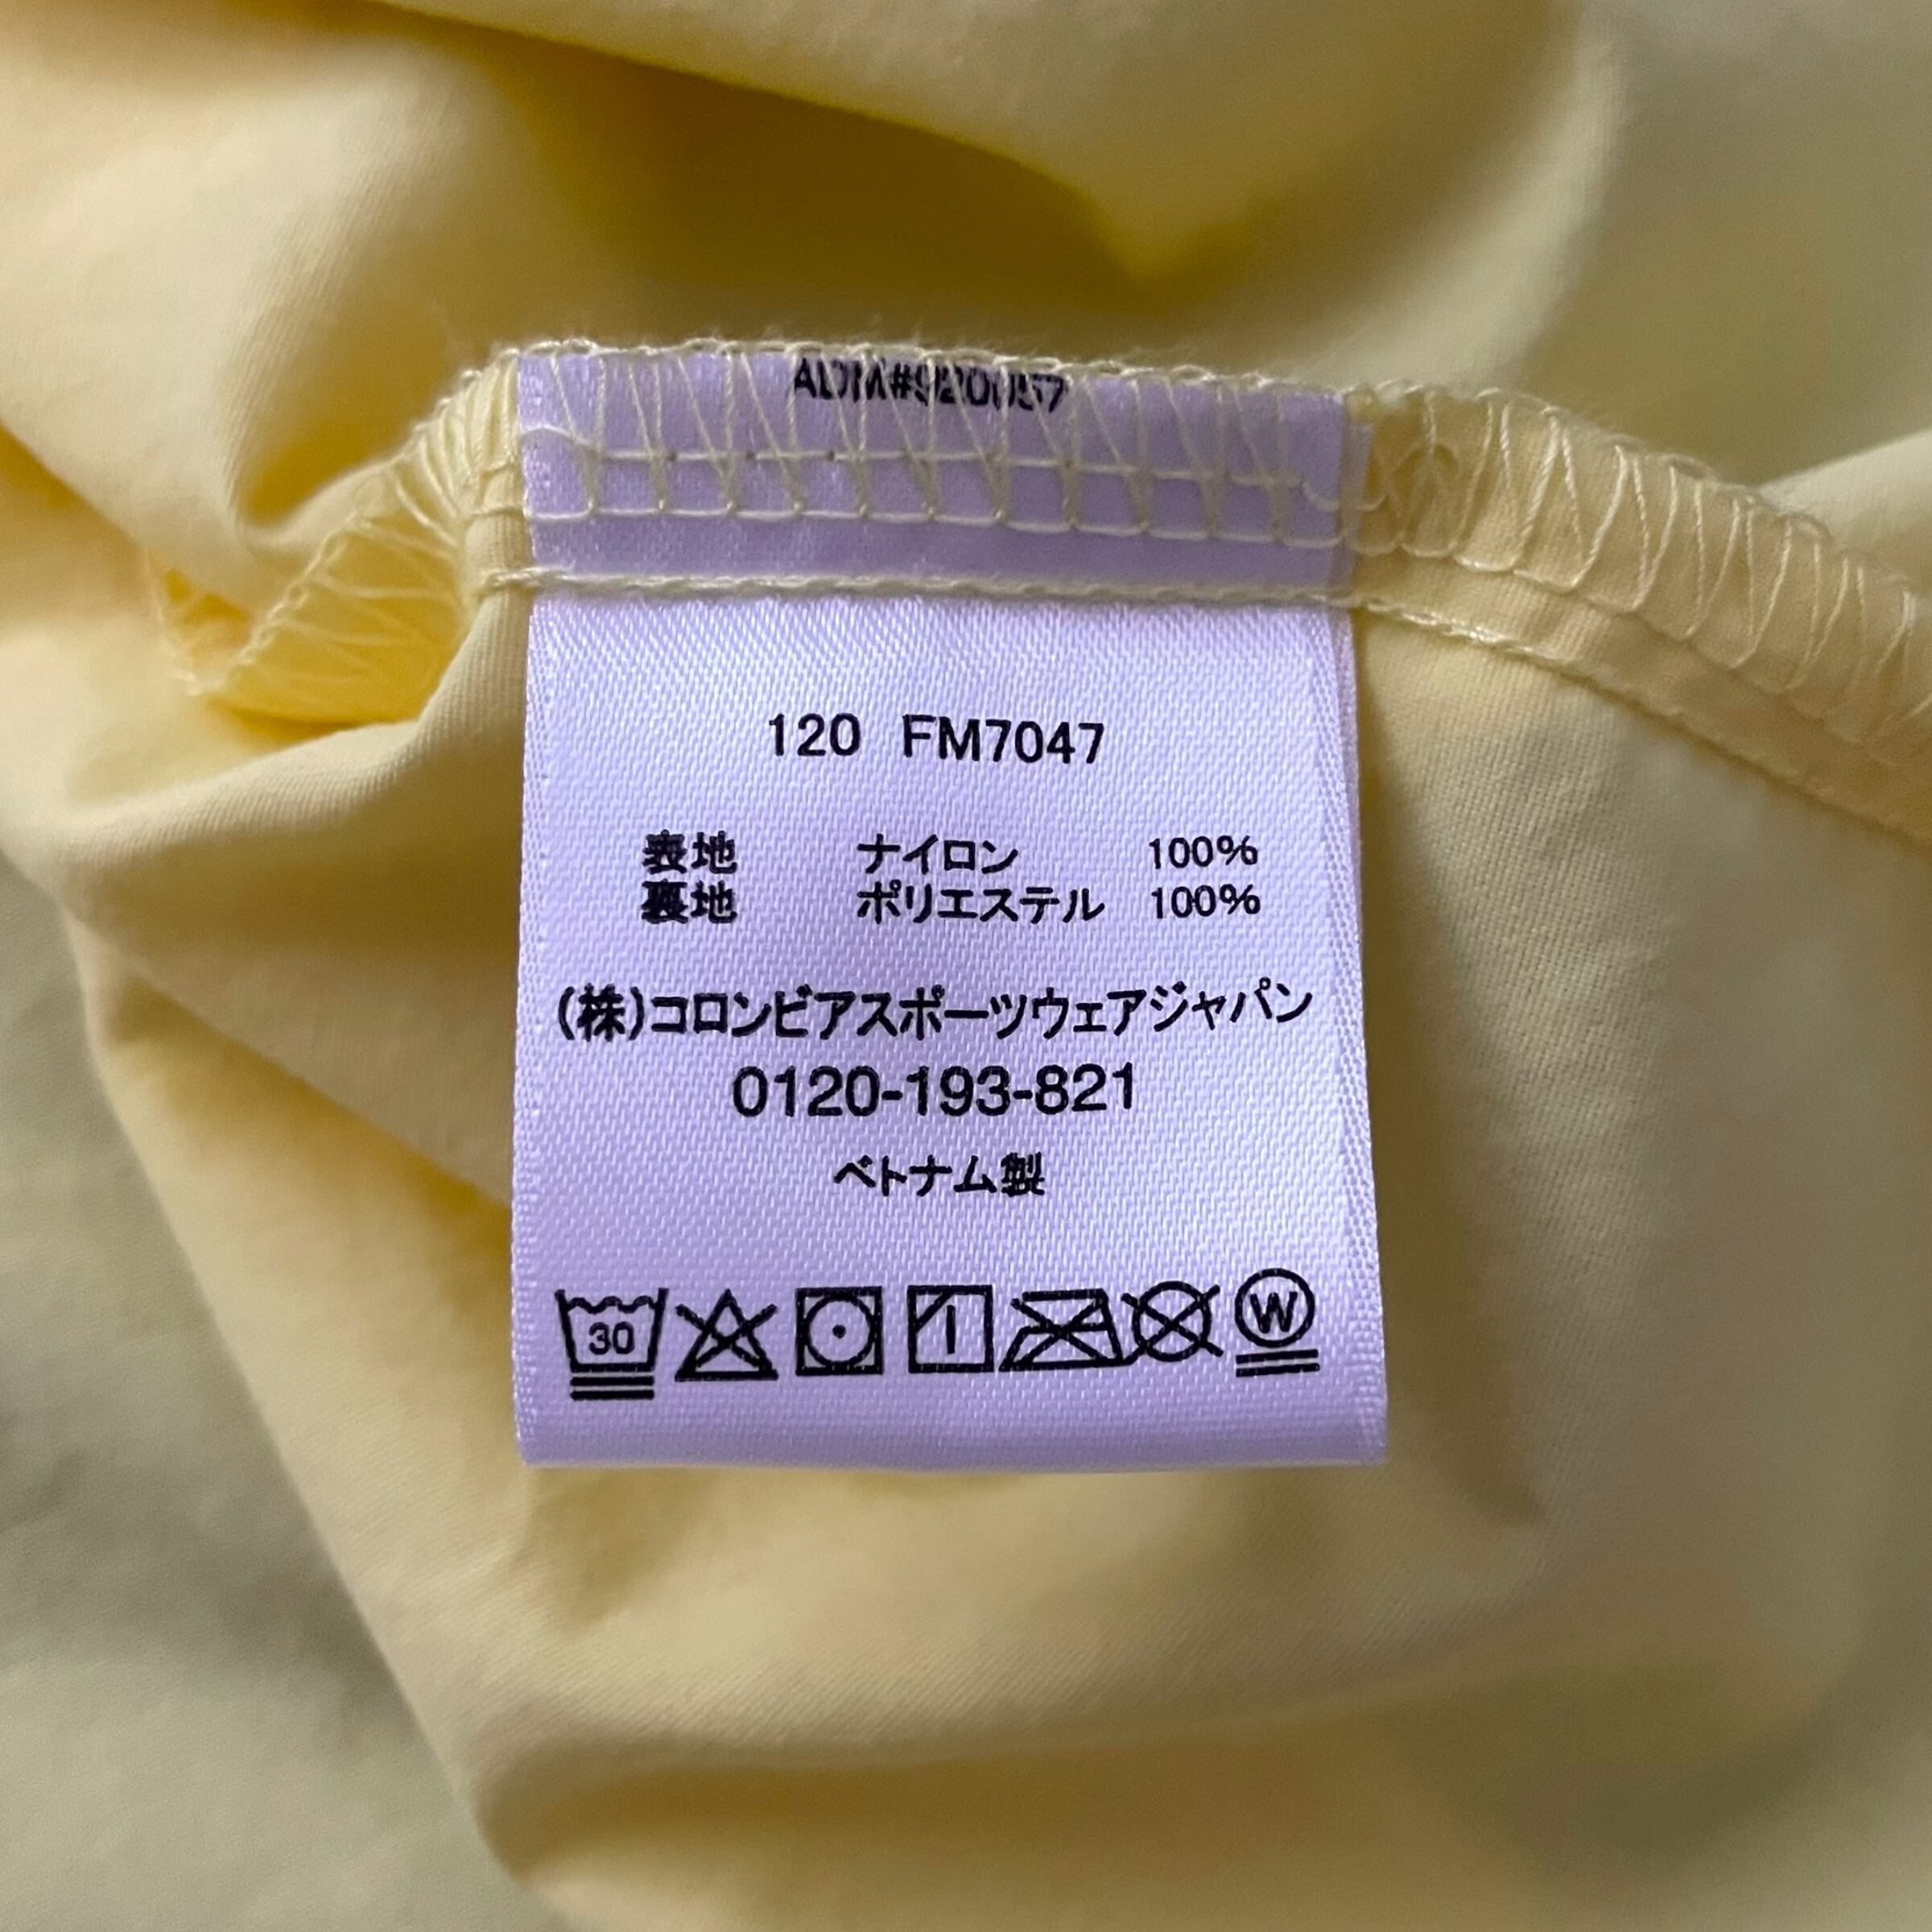 ADM#920057
120 FM7047
表地 ナイロン 100%
裏地 ポリエステル 100%
(株)コロンビアスポーツウェアジャパン
0120-193-821
ベトナム製
30
W